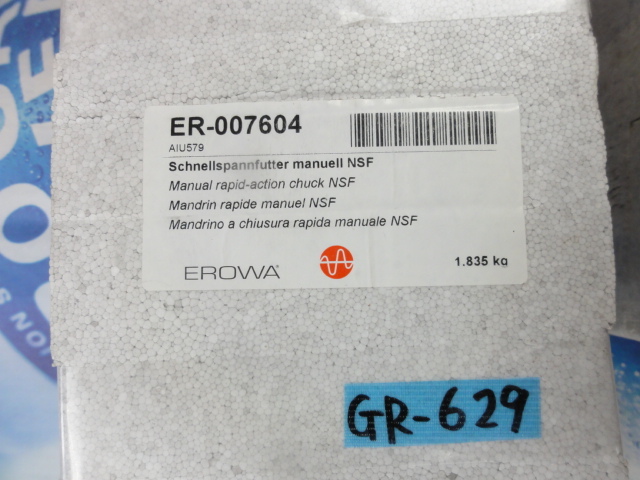 ER-007604
AIU579
Schnellspannfutter manuell NSF
Manual rapid-action chuck NSF
Mandrin rapide manuel NSF
Mandrino a chiusura rapida manuale NSF
EROWA
1.835 kg
GR-629